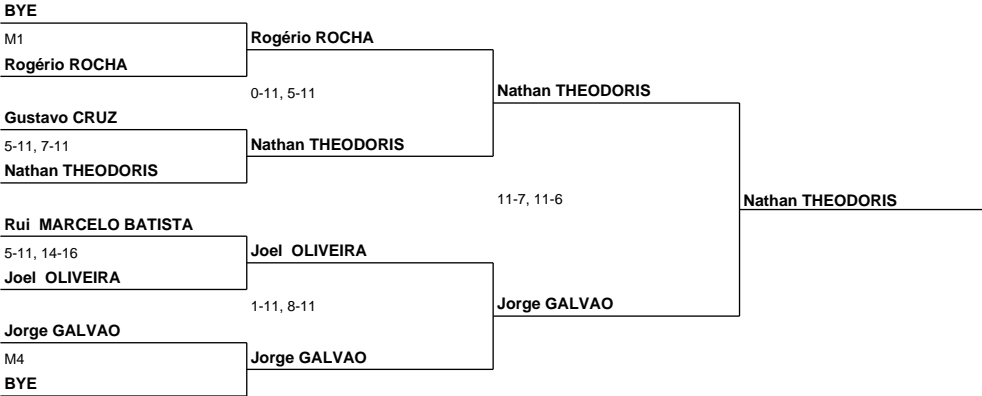 BYE
M1
Rogério ROCHA
Rogério ROCHA
0-11, 5-11
Nathan THEODORIS
Gustavo CRUZ
5-11, 7-11
Nathan THEODORIS
Nathan THEODORIS
11-7, 11-6
Nathan THEODORIS
Rui  MARCELO BATISTA
5-11, 14-16
Joel  OLIVEIRA
Joel  OLIVEIRA
1-11, 8-11
Jorge GALVAO
Jorge GALVAO
M4
BYE
Jorge GALVAO